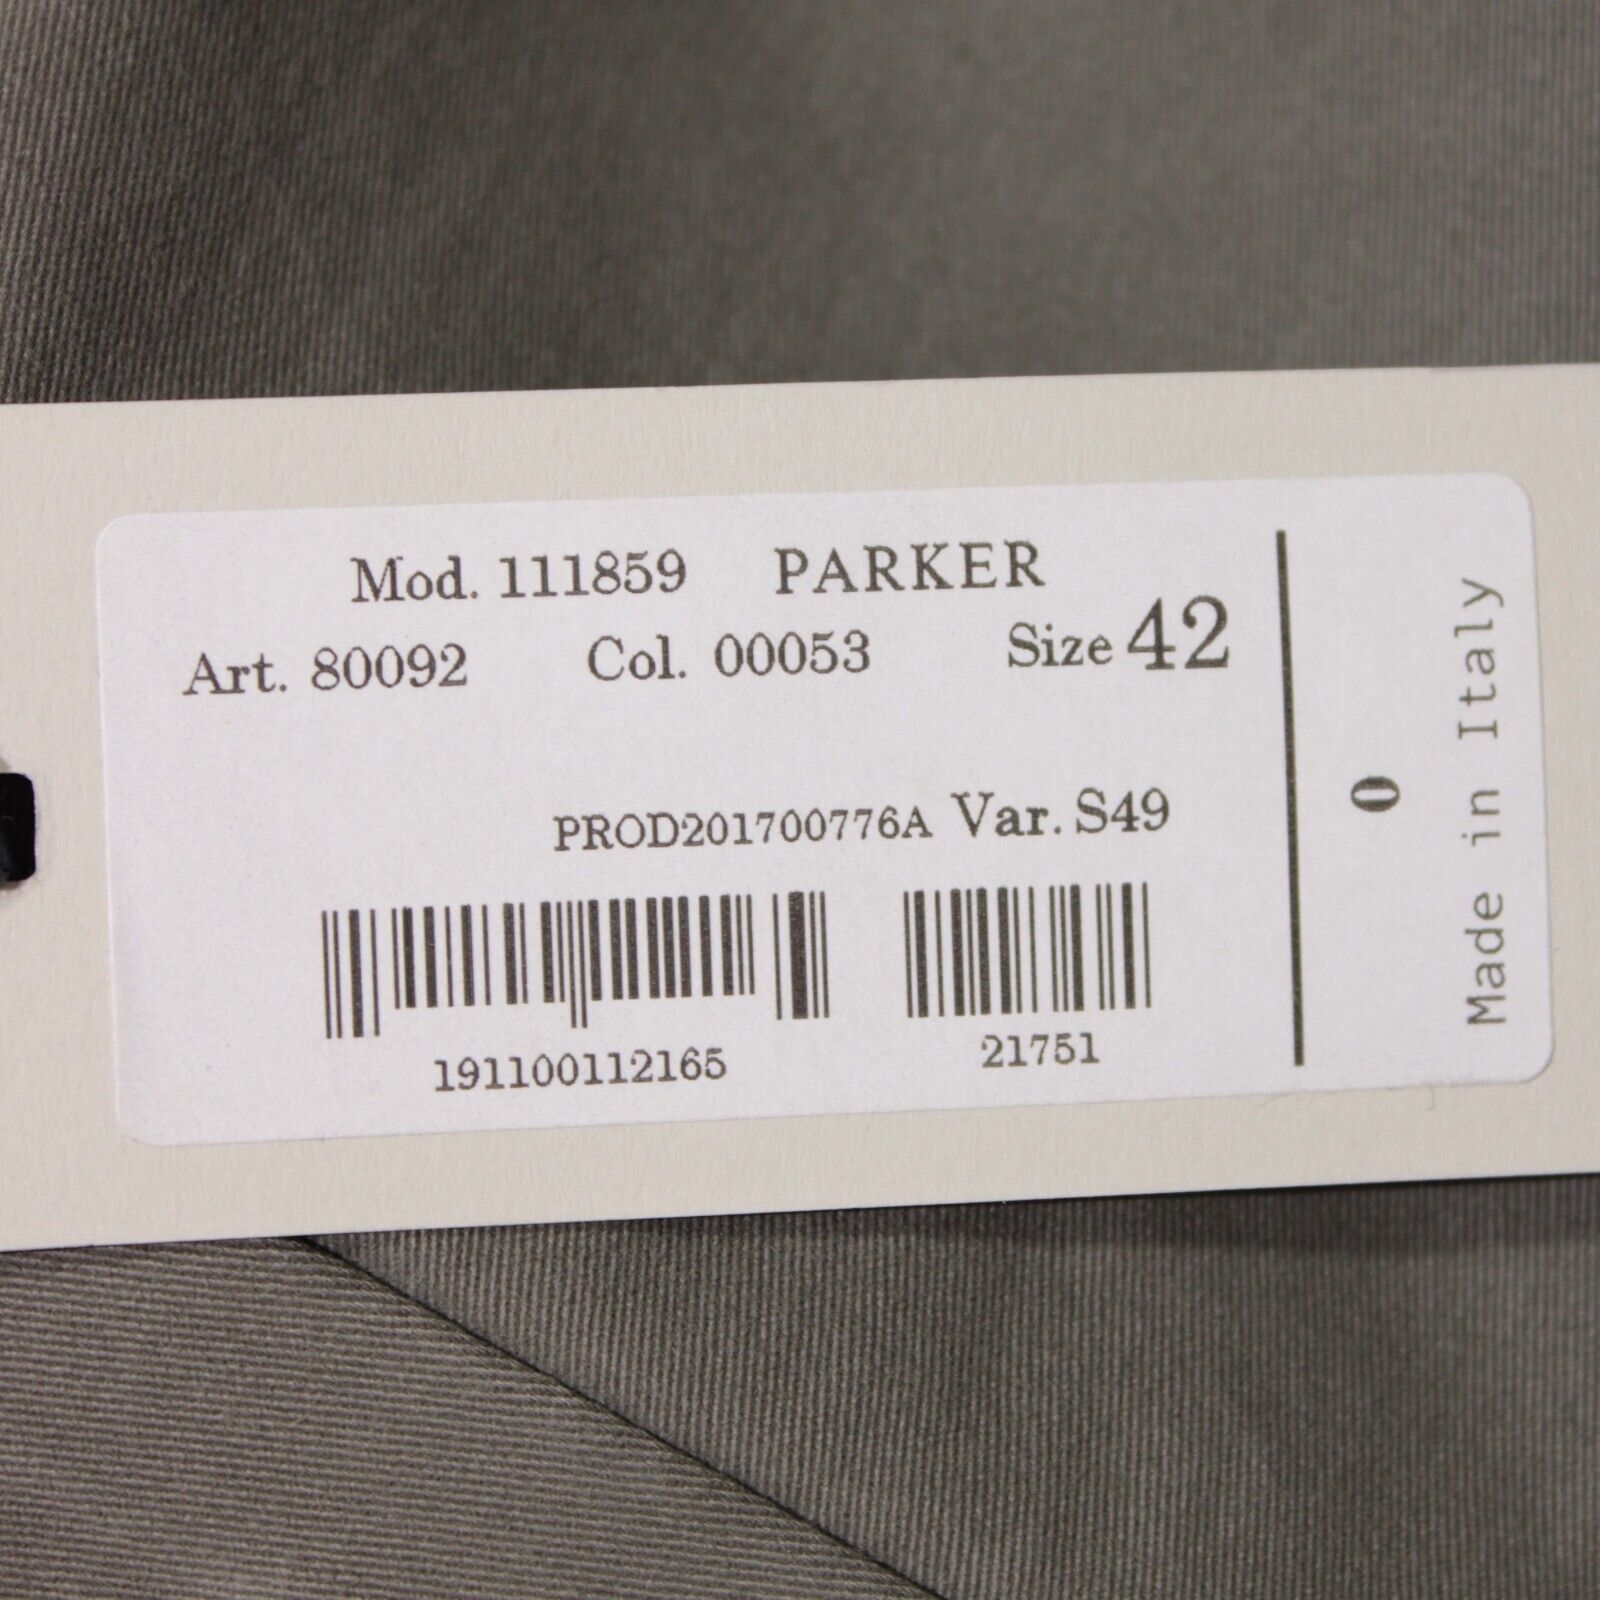 Mod. 111859 PARKER
Art. 80092 Col. 00053 Size 42
PROD201700776A Var. S49
191100112165 21751
0
Made in Italy